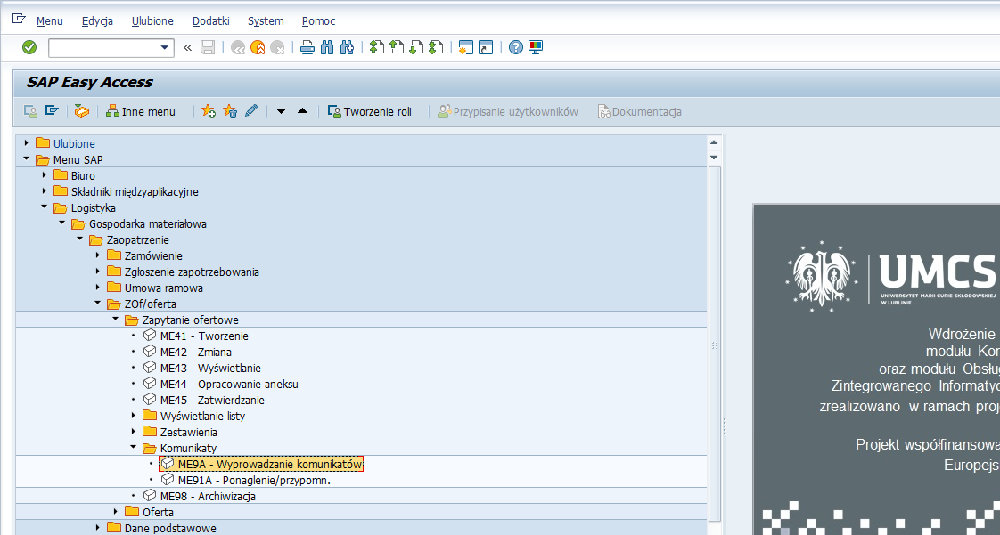 Menu Edycja Ulubione Dodatki System Pomoc
SAP Easy Access
Inne menu Tworzenie roli Przypisanie użytkowników Dokumentacja
Ulubione
Menu SAP
Biuro
Składniki międzyaplikacyjne
Logistyka
Gospodarka materiałowa
Zaopatrzenie
Zamówienie
Zgłoszenie zapotrzebowania
Umowa ramowa
ZOf/oferta
Zapytanie ofertowe
ME41 - Tworzenie
ME42 - Zmiana
ME43 - Wyświetlanie
ME44 - Opracowanie aneksu
ME45 - Zatwierdzanie
Wyświetlanie listy
Zestawienia
Komunikaty
ME9A - Wyprowadzanie komunikatów
ME91A - Ponaglenie/przypomn.
ME98 - Archiwizacja
Oferta
Dane podstawowe
UMCS
UNIWERSYTET MARII CURIE-SKŁODOWSKIEJ
W LUBLINIE
Wdrożenie
modułu Kor
oraz modułu Obsług
Zintegrowanego Informatyc
zrealizowano w ramach proj
Projekt współfinansowa
Europejs